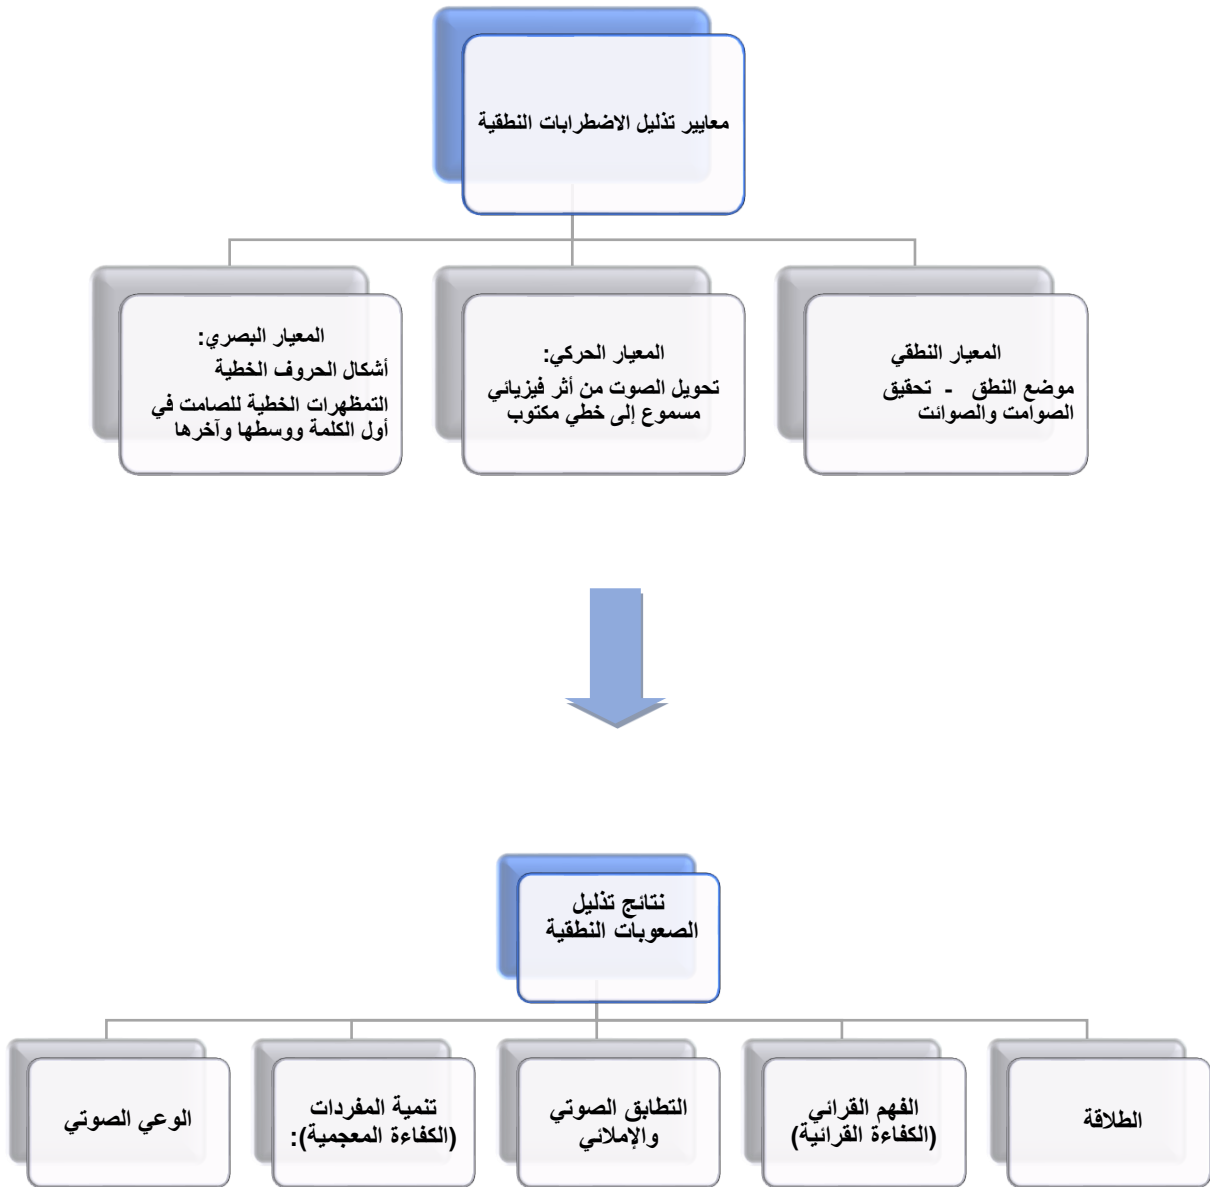 معايير تذليل الاضطرابات النطقية
المعيار النطقي
موضع النطق - تحقيق
الصوامت والصوائت
المعيار الحركي:
تحويل الصوت من أثر فيزيائي
مسموع إلى خطي مكتوب
المعيار البصري:
أشكال الحروف الخطية
التمظهرات الخطية للصامت في
أول الكلمة ووسطها وآخرها
نتائج تذليل
الصعوبات النطقية
الطلاقة
الفهم القرائي
(الكفاءة القرائية)
التطابق الصوتي
والإملائي
تنمية المفردات
(الكفاءة المعجمية):
الوعي الصوتي